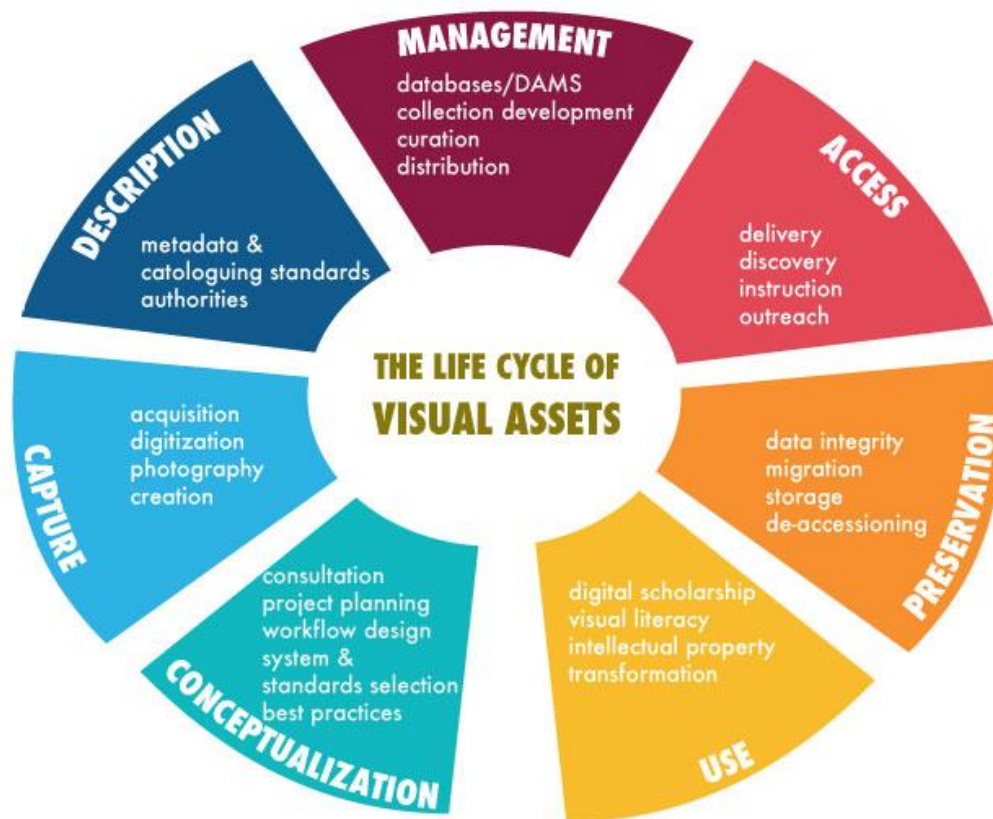 MANAGEMENT
databases/DAMS
collection development
curation
distribution
ACCESS
delivery
discovery
instruction
outreach
PRESERVATION
data integrity
migration
storage
de-accessioning
USE
digital scholarship
visual literacy
intellectual property
transformation
CONCEPTUALIZATION
consultation
project planning
workflow design
system &
standards selection
best practices
CAPTURE
acquisition
digitization
photography
creation
DESCRIPTION
metadata &
catologuing standards
authorities
THE LIFE CYCLE OF
VISUAL ASSETS